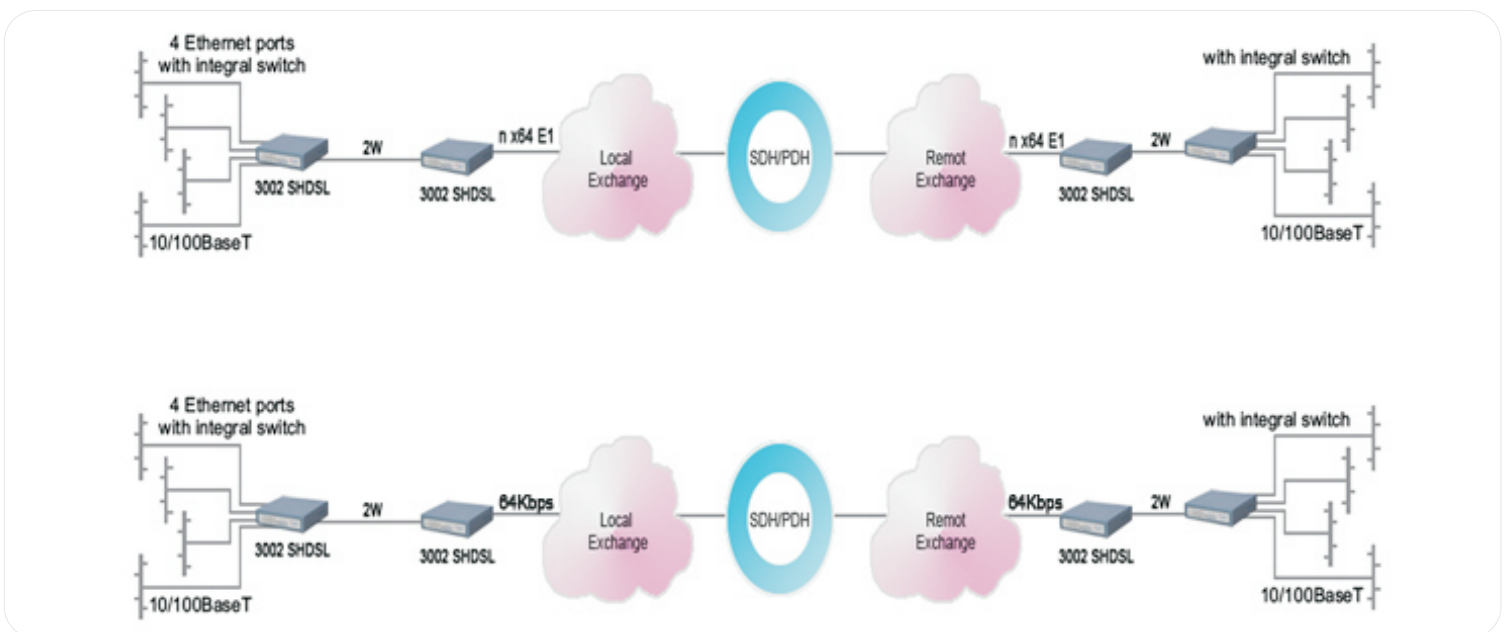 4 Ethernet ports
with integral switch
with integral switch
2W
n x64 E1
Local
Exchange
SDH/PDH
Remot
Exchange
n x64 E1
2W
3002 SHDSL
3002 SHDSL
3002 SHDSL
10/100BaseT
10/100BaseT
4 Ethernet ports
with integral switch
with integral switch
2W
64Kbps
Local
Exchange
SDH/PDH
Remot
Exchange
64Kbps
2W
3002 SHDSL
3002 SHDSL
3002 SHDSL
10/100BaseT
10/100BaseT